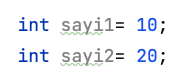 int sayi1= 10;
int sayi2= 20;